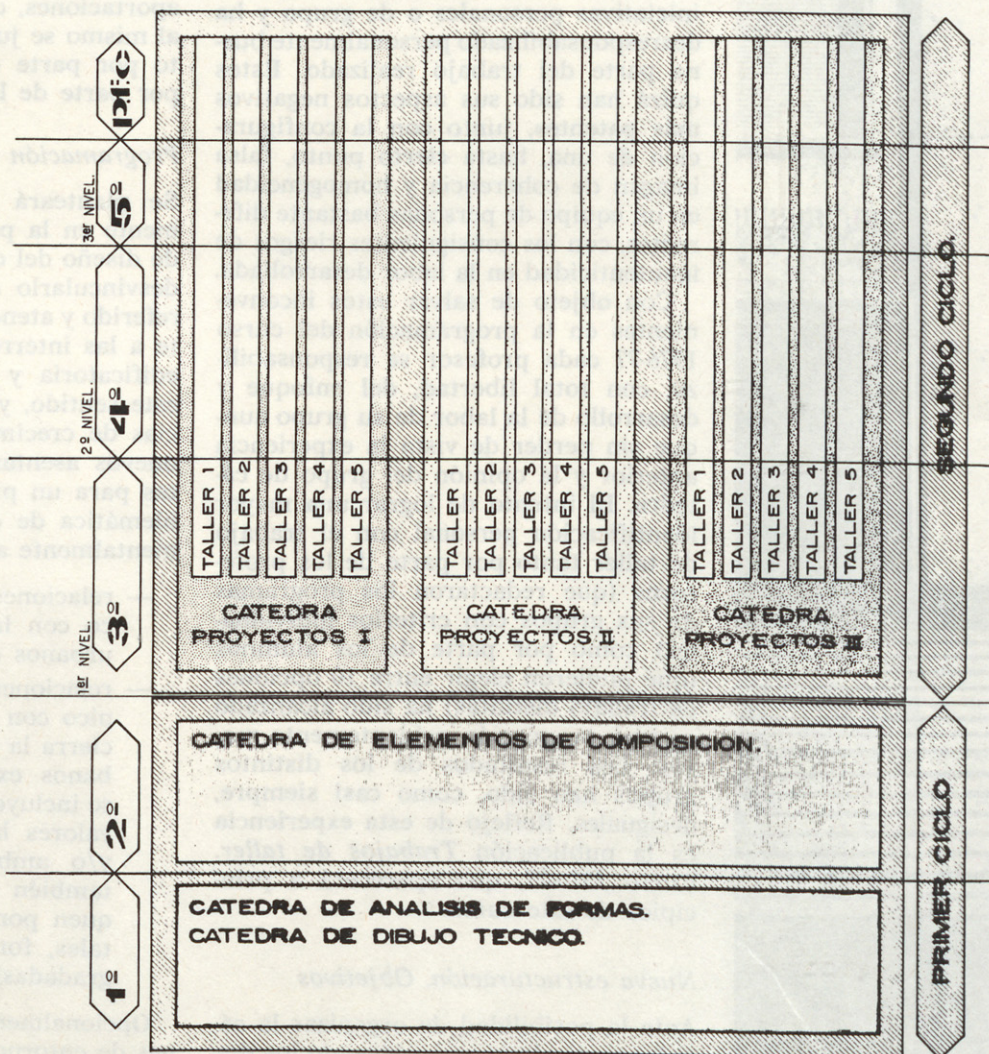 pfc
5º
4º
3º
2º
1º
3er NIVEL
2º NIVEL
1er NIVEL
TALLER 1
TALLER 2
TALLER 3
TALLER 4
TALLER 5
CATEDRA
PROYECTOS I
TALLER 1
TALLER 2
TALLER 3
TALLER 4
TALLER 5
CATEDRA
PROYECTOS II
TALLER 1
TALLER 2
TALLER 3
TALLER 4
TALLER 5
CATEDRA
PROYECTOS III
SEGUNDO CICLO.
CATEDRA DE ELEMENTOS DE COMPOSICION.
CATEDRA DE ANALISIS DE FORMAS.
CATEDRA DE DIBUJO TECNICO.
PRIMER CICLO